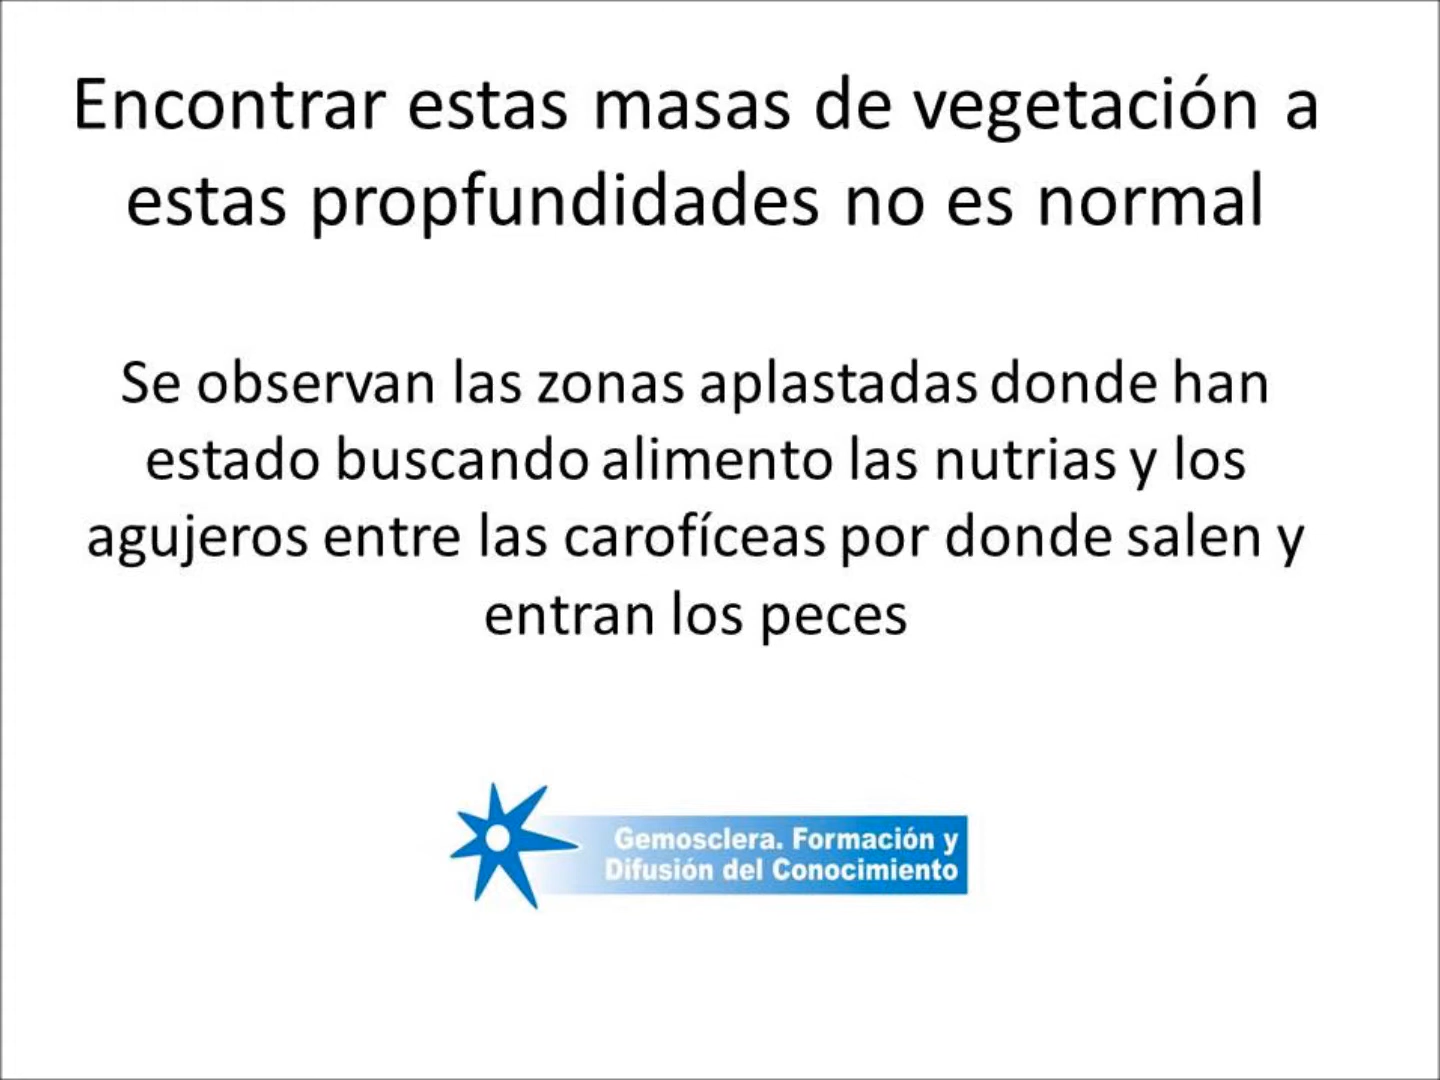 Encontrar estas masas de vegetación a
estas propfundidades no es normal
Se observan las zonas aplastadas donde han
estado buscando alimento las nutrias y los
agujeros entre las carofíceas por donde salen y
entran los peces
Gemosclera. Formación y
Difusión del Conocimiento